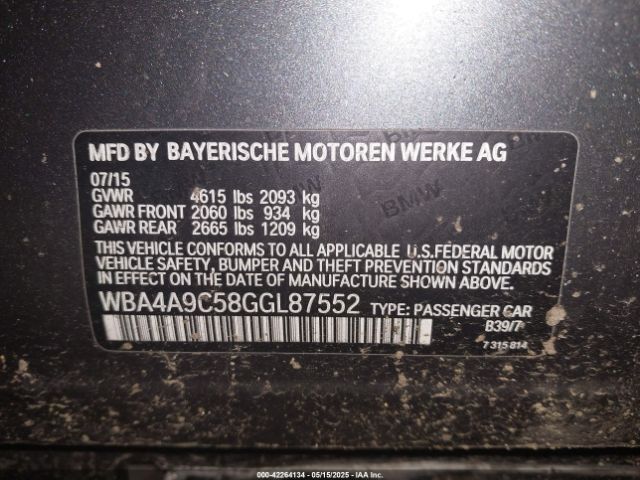 MFD BY BAYERISCHE MOTOREN WERKE AG
07/15
GVWR 4615 lbs 2093 kg
GAWR FRONT 2060 lbs 934 kg
GAWR REAR 2665 lbs 1209 kg
THIS VEHICLE CONFORMS TO ALL APPLICABLE U.S.FEDERAL MOTOR
VEHICLE SAFETY, BUMPER AND THEFT PREVENTION STANDARDS
IN EFFECT ON THE DATE OF MANUFACTURE SHOWN ABOVE.
WBA4A9C58GGL87552 TYPE: PASSENGER CAR
B39/7
7 315 814
BMW
000-42264134 - 05/15/2025 - IAA Inc.